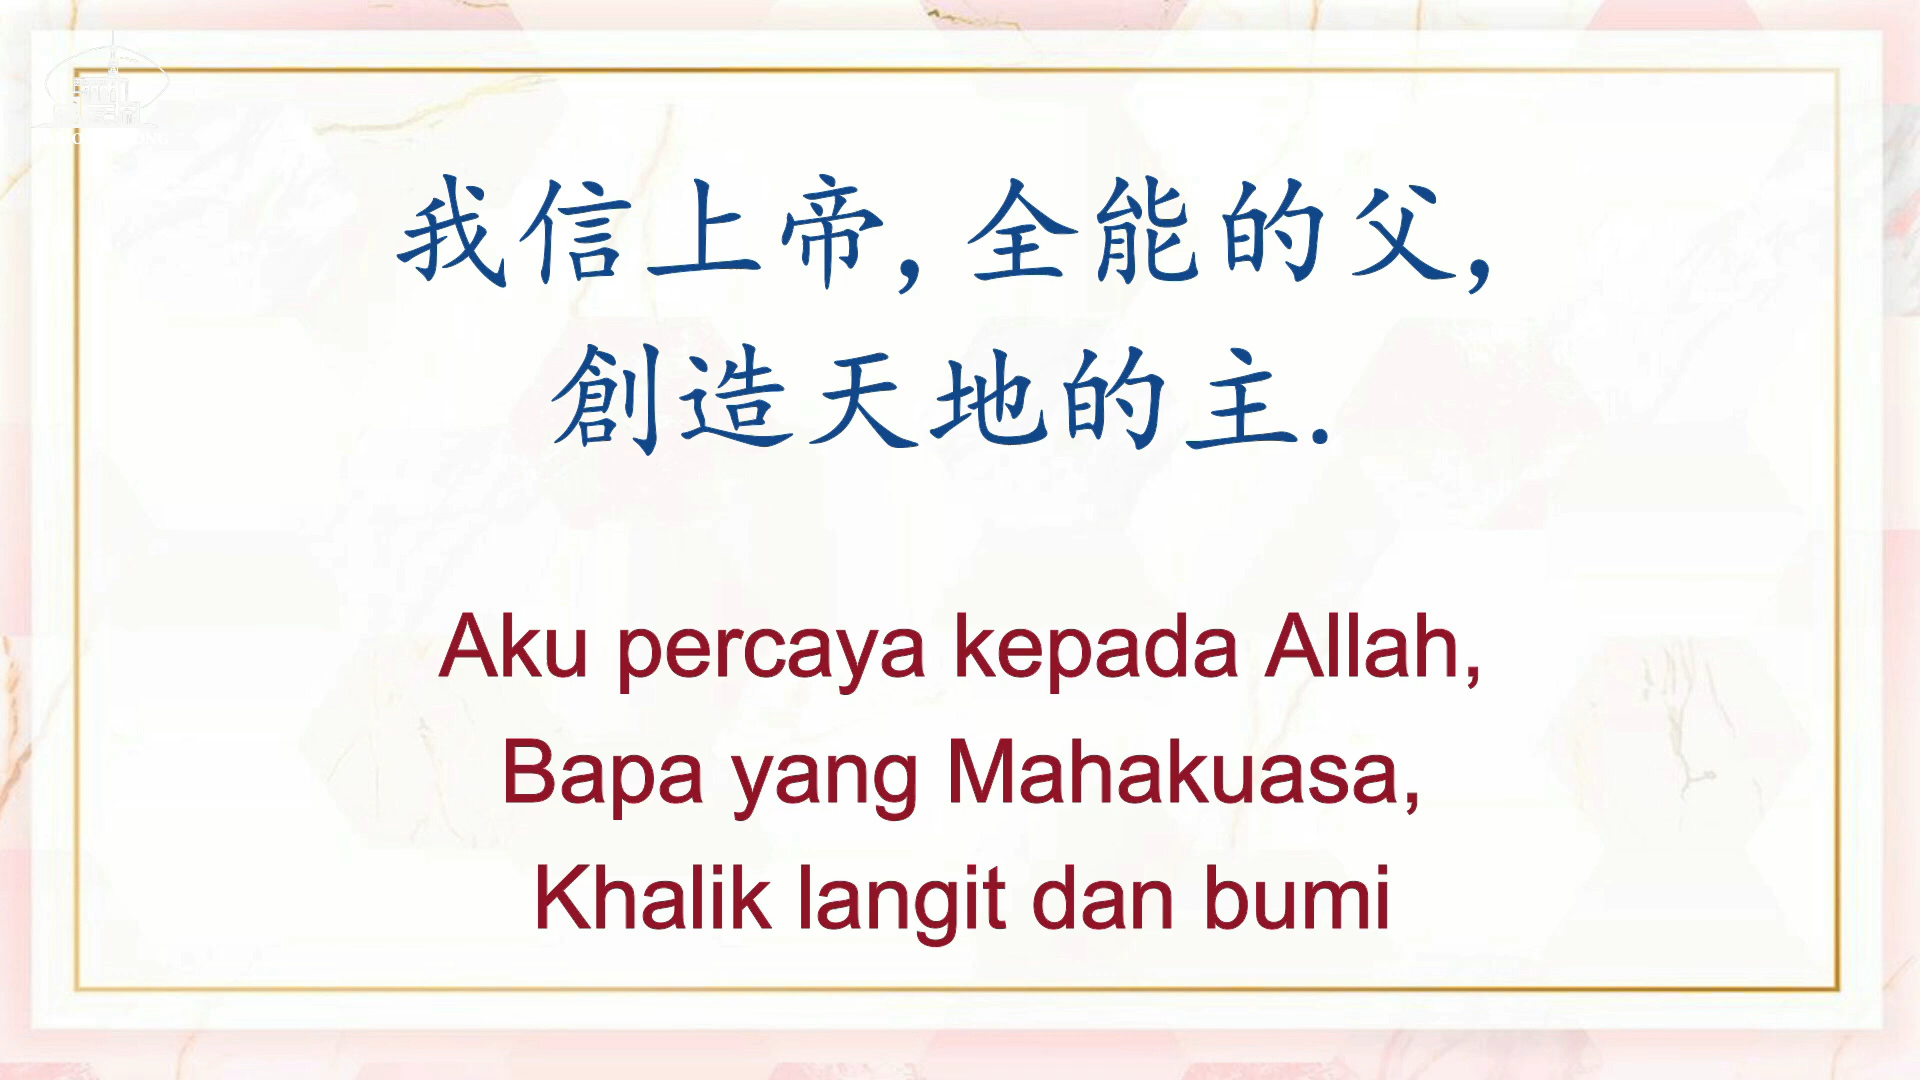 我信上帝, 全能的父,
創造天地的主.
Aku percaya kepada Allah,
Bapa yang Mahakuasa,
Khalik langit dan bumi